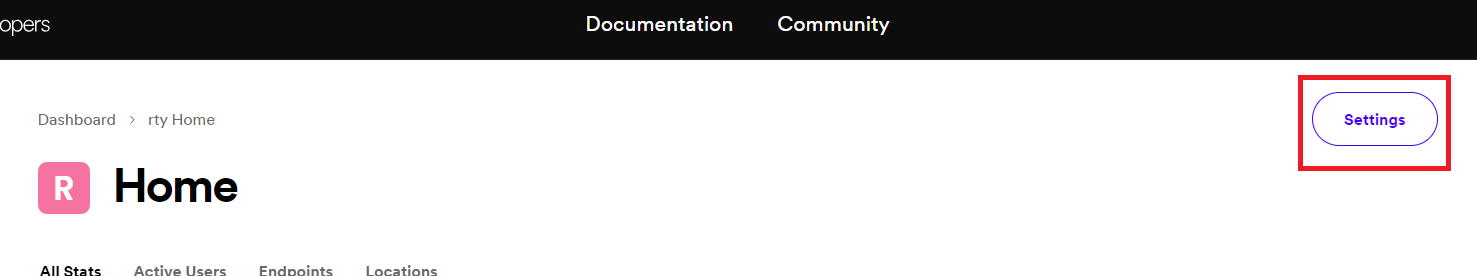 opers
Documentation
Community
Dashboard > rty Home
Settings
R
Home
All Stats
Active Users
Endpoints
Locations